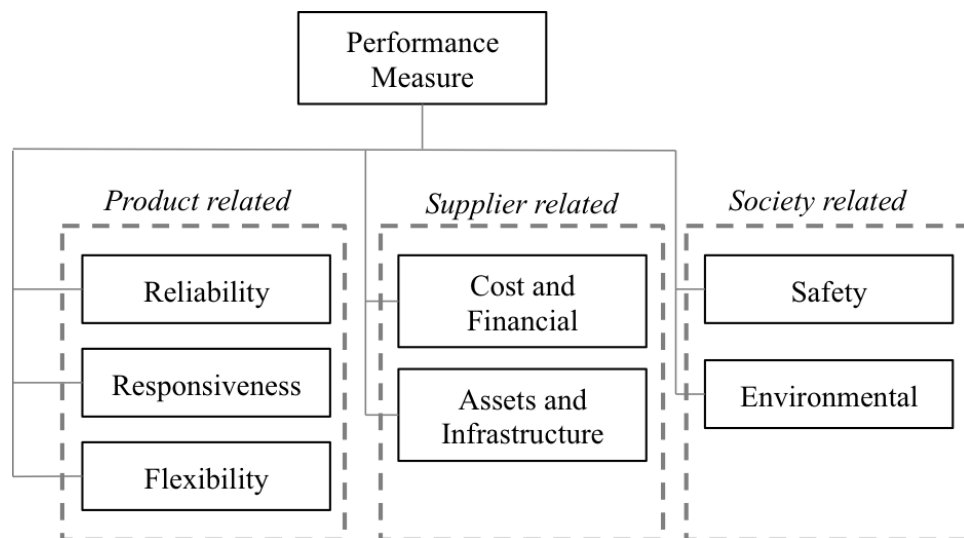 Performance
Measure
Product related
Reliability
Responsiveness
Flexibility
Supplier related
Cost and
Financial
Assets and
Infrastructure
Society related
Safety
Environmental